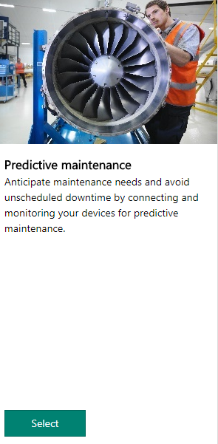 Predictive maintenance
Anticipate maintenance needs and avoid
unscheduled downtime by connecting and
monitoring your devices for predictive
maintenance.
Select